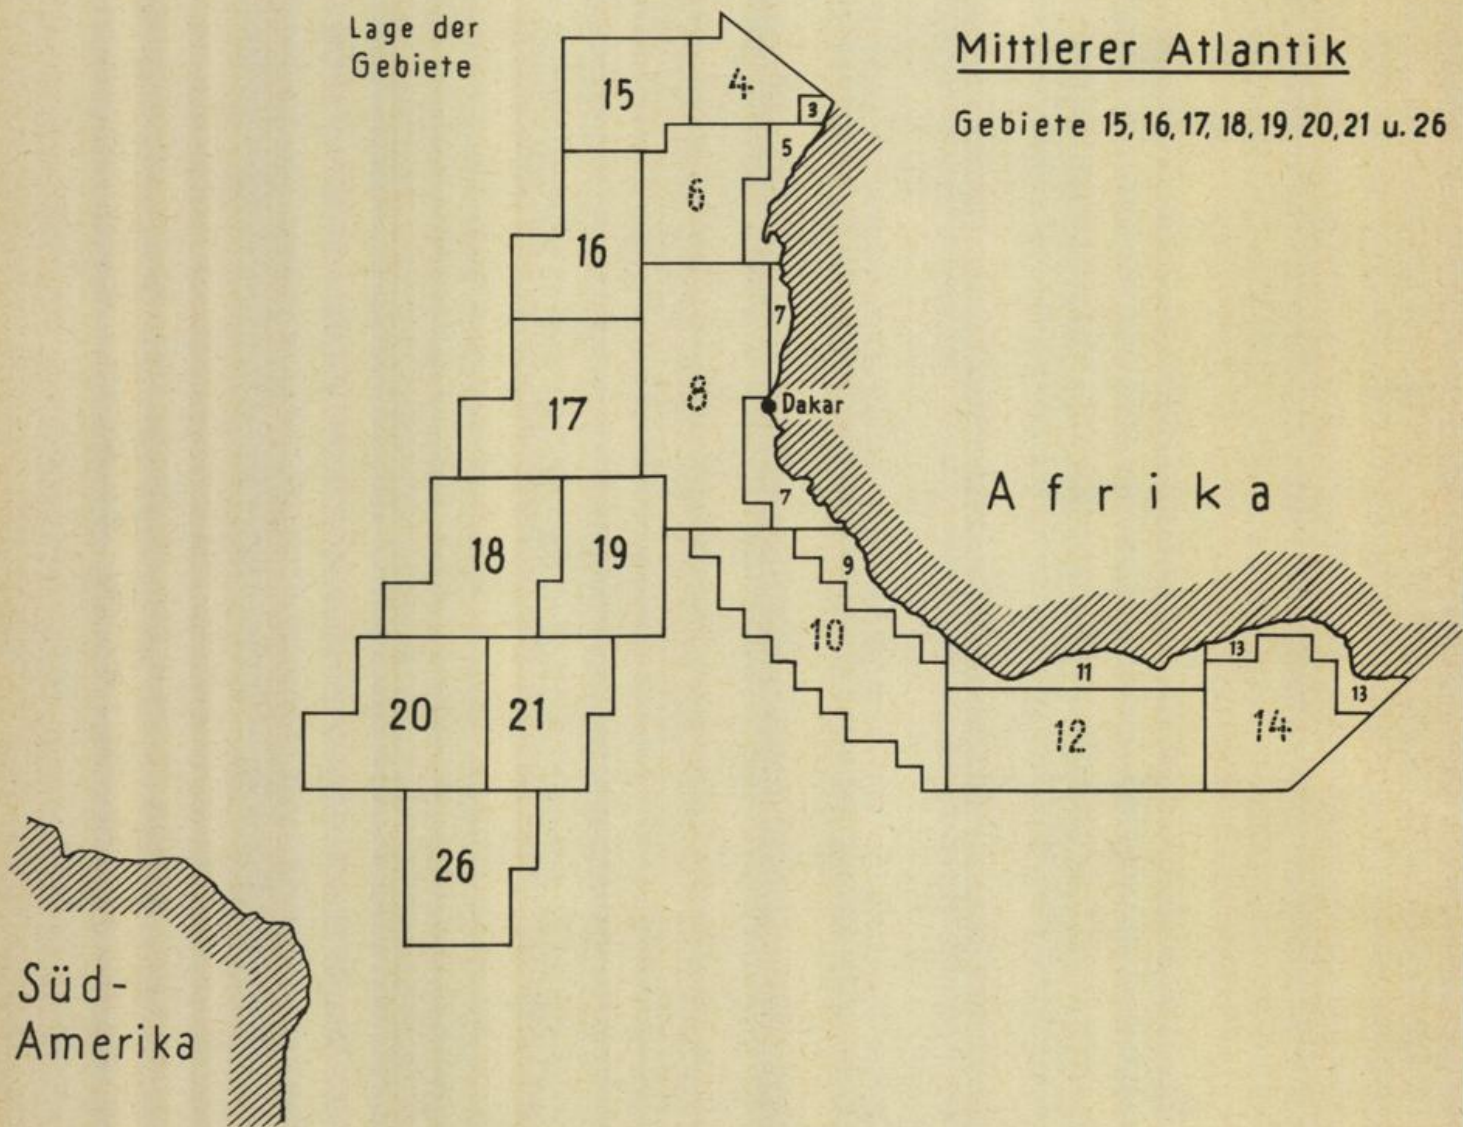 Lage der
Gebiete
Mittlerer Atlantik
Gebiete 15, 16, 17, 18, 19, 20, 21 u. 26
15
4
3
5
6
16
7
8
Dakar
17
7
Afrika
18
19
9
10
13
11
13
20
21
12
14
26
Süd-
Amerika